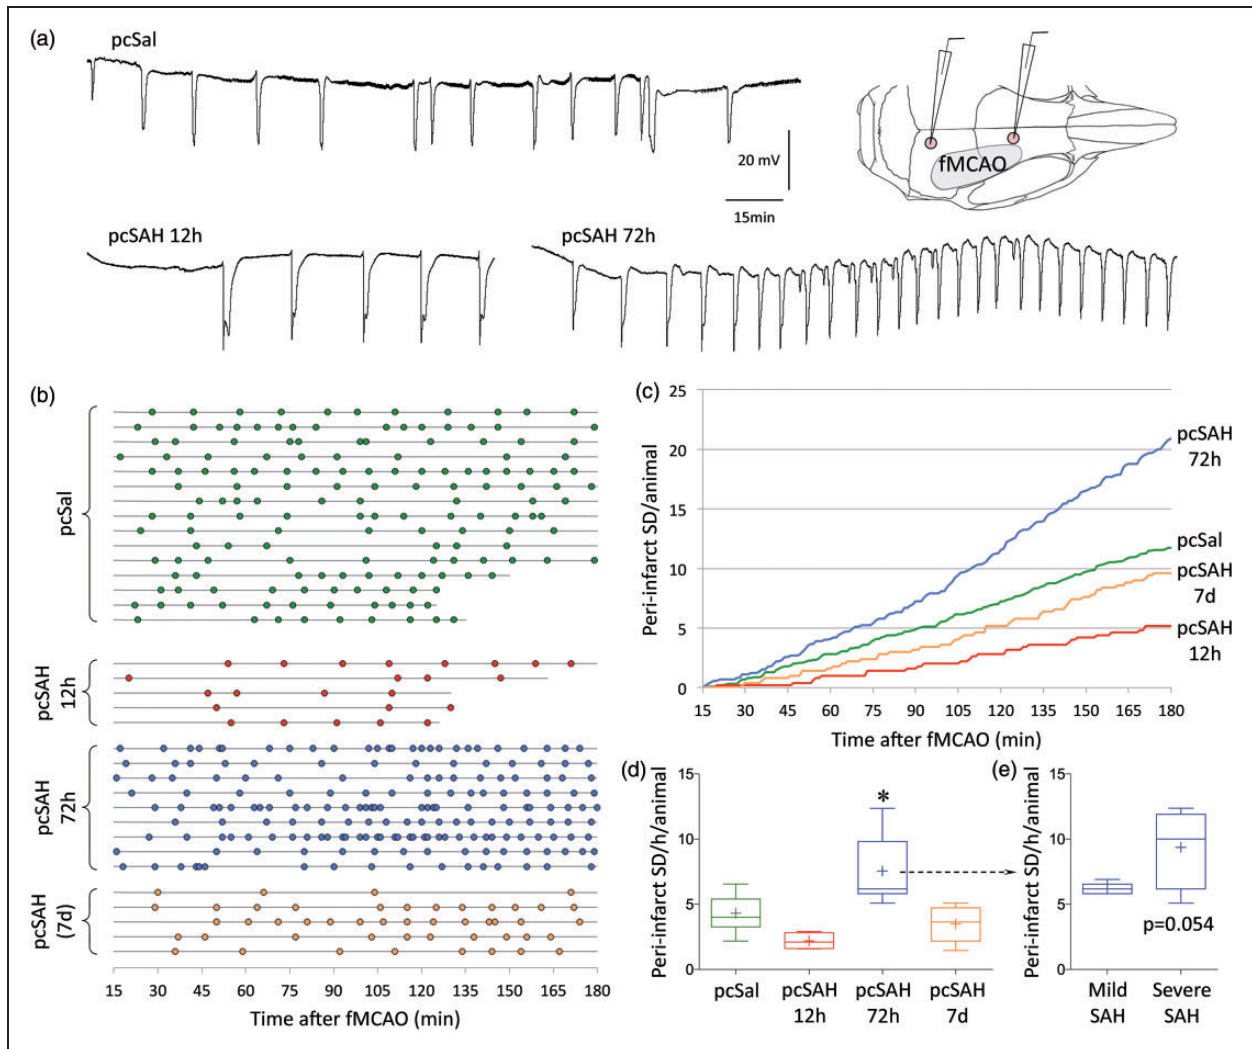 (a)
pcSal
20 mV
15min
fMCAO
pcSAH 12h
pcSAH 72h
(b)
pcSal
pcSAH
12h
pcSAH
72h
pcSAH
(7d)
15 30 45 60 75 90 105 120 135 150 165 180
Time after fMCAO (min)
(c)
Peri-infarct SD/animal
25
20
15
10
5
0
pcSAH
72h
pcSal
pcSAH
7d
pcSAH
12h
15 30 45 60 75 90 105 120 135 150 165 180
Time after fMCAO (min)
(d)
Peri-infarct SD/h/animal
15
10
5
0
*
pcSal
pcSAH
12h
pcSAH
72h
pcSAH
7d
(e)
Peri-infarct SD/h/animal
15
10
5
0
p=0.054
Mild
SAH
Severe
SAH